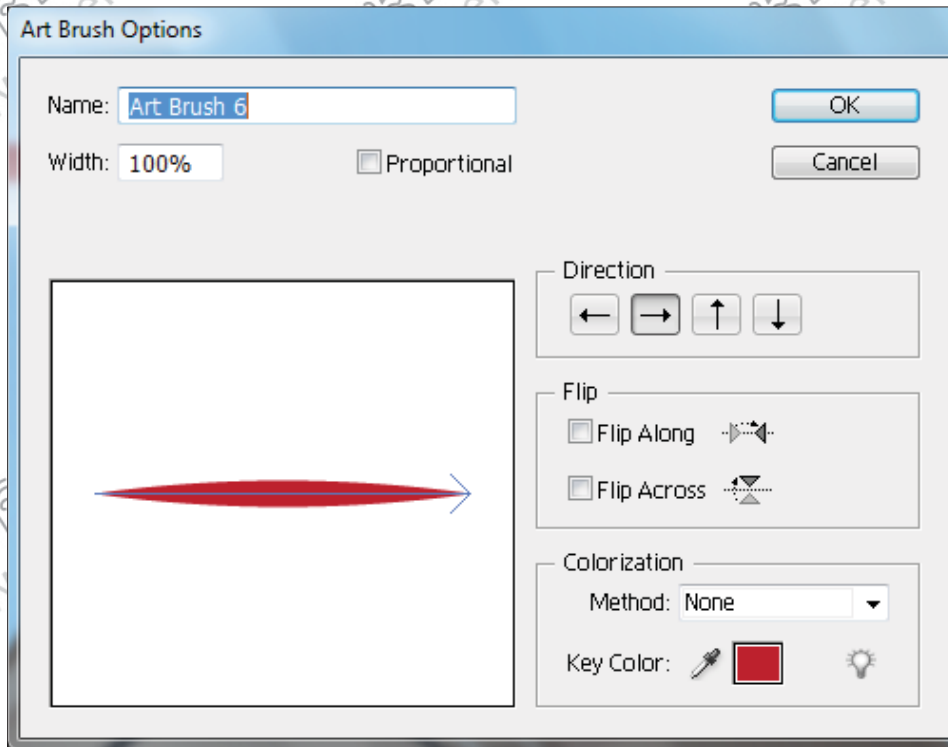 Art Brush Options
Name: Art Brush 6
OK
Width: 100%
Proportional
Cancel
Direction
Flip
Flip Along
Flip Across
Colorization
Method: None
Key Color: